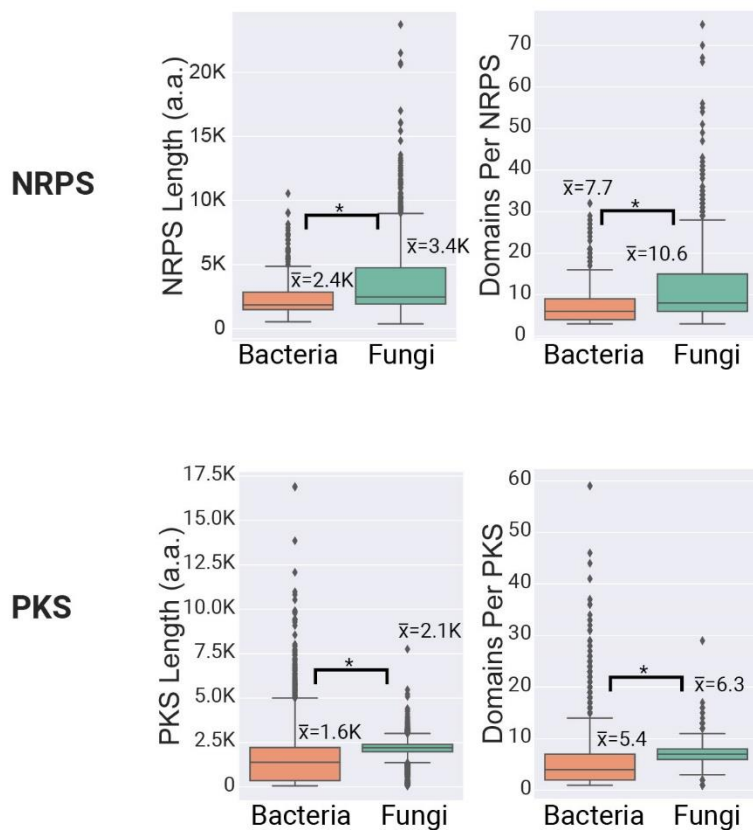 NRPS
NRPS Length (a.a.)
20K
15K
10K
5K
0
*
x̄=2.4K
x̄=3.4K
Bacteria
Fungi
Domains Per NRPS
70
60
50
40
30
20
10
0
x̄=7.7
*
x̄=10.6
Bacteria
Fungi
PKS
PKS Length (a.a.)
17.5K
15.0K
12.5K
10.0K
7.5K
5.0K
2.5K
0
x̄=2.1K
*
x̄=1.6K
Bacteria
Fungi
Domains Per PKS
60
50
40
30
20
10
0
*
x̄=6.3
x̄=5.4
Bacteria
Fungi